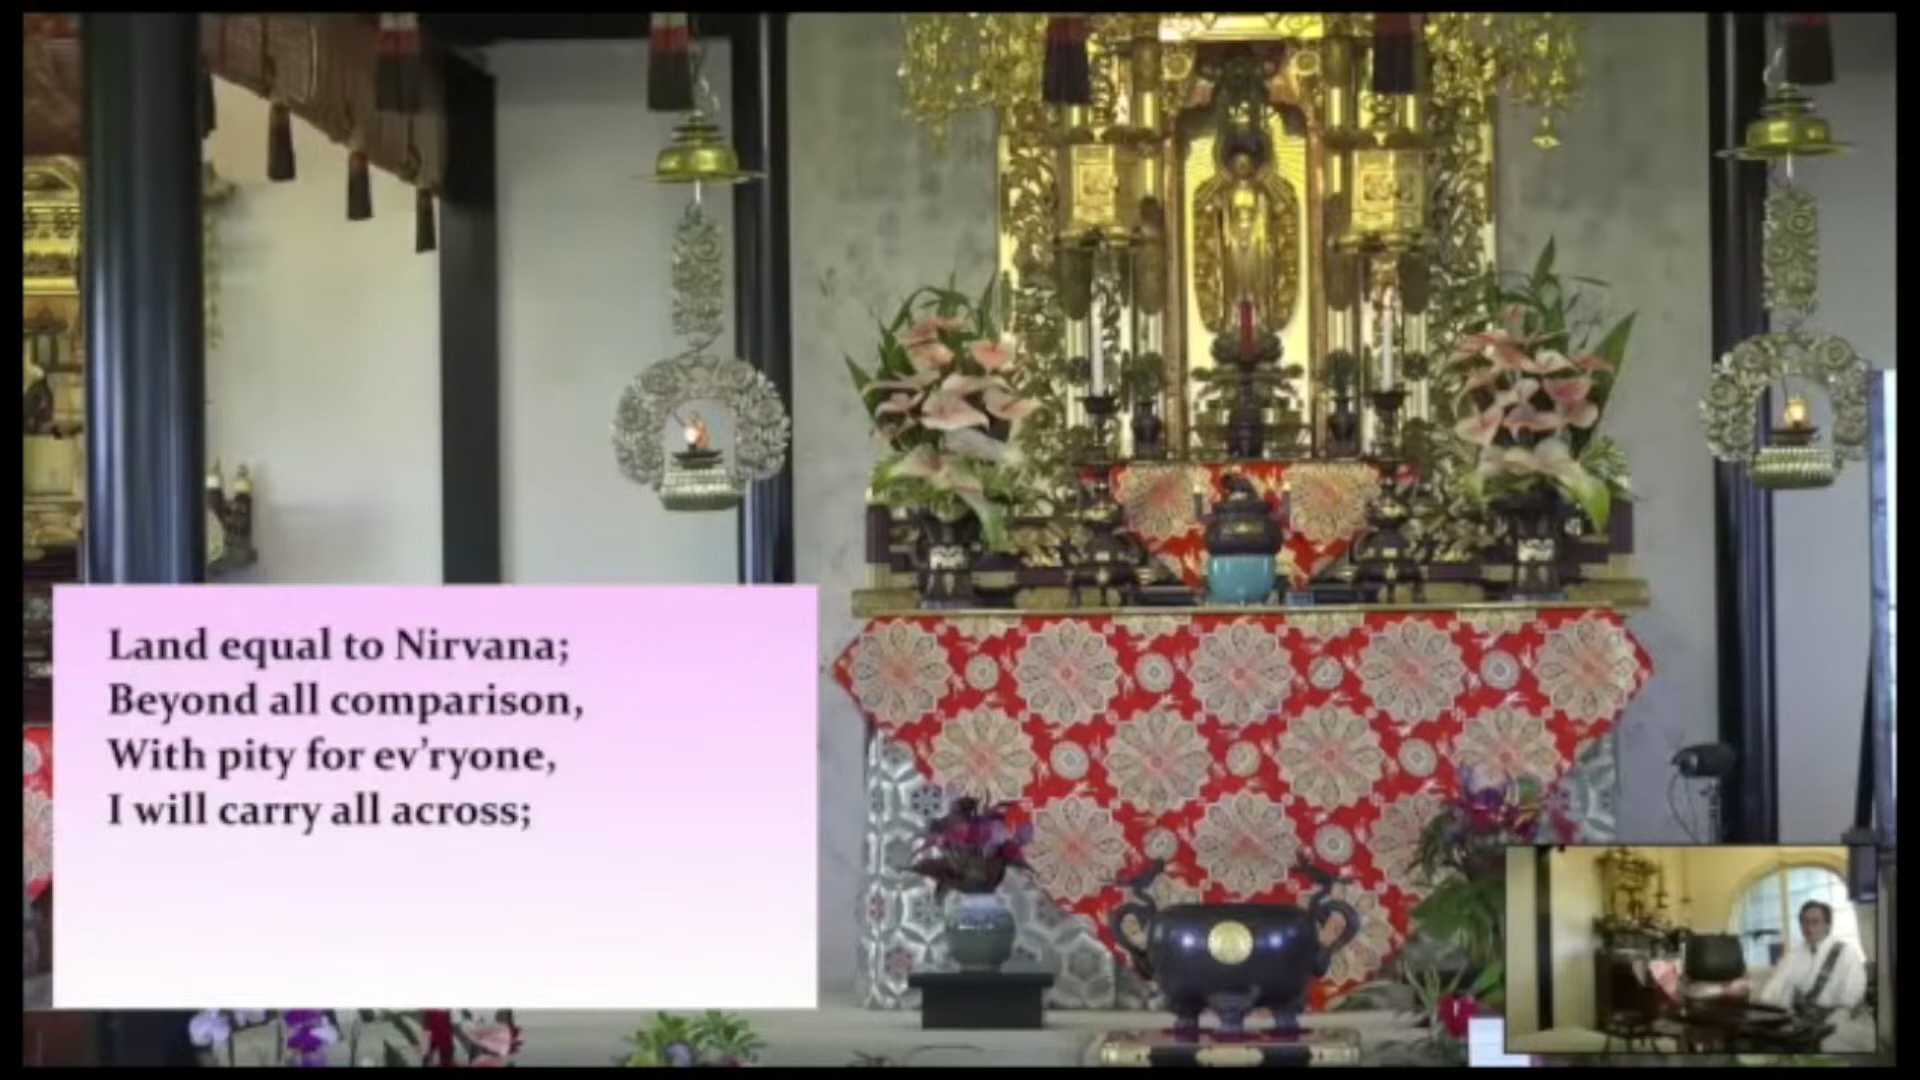 Land equal to Nirvana;
Beyond all comparison,
With pity for ev’ryone,
I will carry all across;